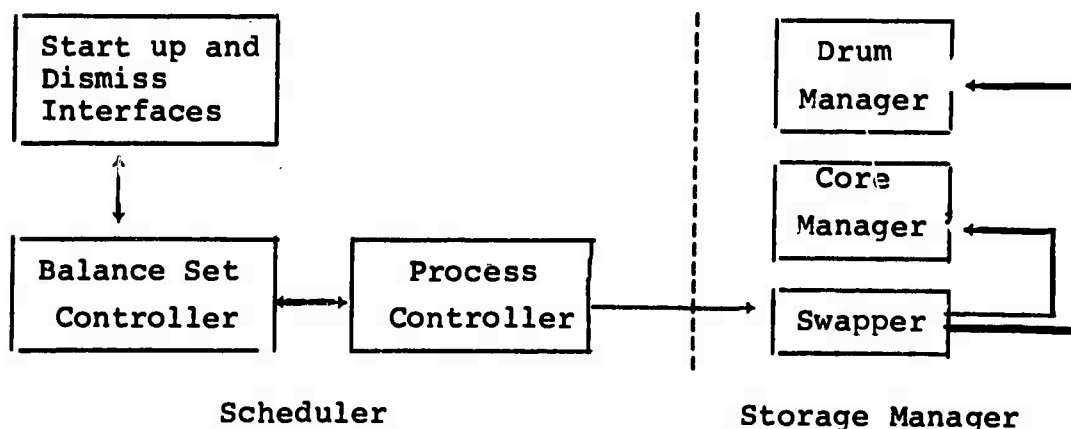 Start up and
Dismiss
Interfaces
Balance Set
Controller
Process
Controller
Scheduler
Drum
Manager
Core
Manager
Swapper
Storage Manager